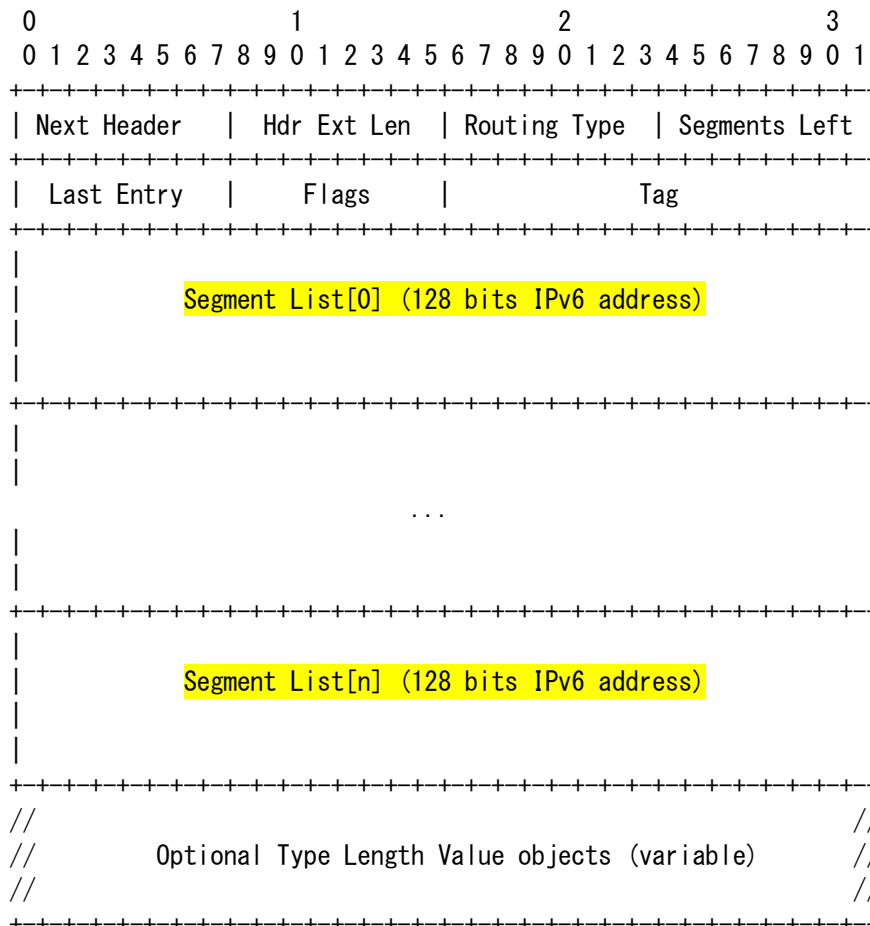 0                   1                   2                   3
0 1 2 3 4 5 6 7 8 9 0 1 2 3 4 5 6 7 8 9 0 1 2 3 4 5 6 7 8 9 0 1
+-+-+-+-+-+-+-+-+-+-+-+-+-+-+-+-+-+-+-+-+-+-+-+-+-+-+-+-+-+-+-+-
| Next Header   |  Hdr Ext Len  | Routing Type  | Segments Left
+-+-+-+-+-+-+-+-+-+-+-+-+-+-+-+-+-+-+-+-+-+-+-+-+-+-+-+-+-+-+-+-
|  Last Entry   |     Flags     |              Tag
+-+-+-+-+-+-+-+-+-+-+-+-+-+-+-+-+-+-+-+-+-+-+-+-+-+-+-+-+-+-+-+-
|
|            Segment List[0] (128 bits IPv6 address)
|
|
+-+-+-+-+-+-+-+-+-+-+-+-+-+-+-+-+-+-+-+-+-+-+-+-+-+-+-+-+-+-+-+-
|
|
                              ...
|
|
+-+-+-+-+-+-+-+-+-+-+-+-+-+-+-+-+-+-+-+-+-+-+-+-+-+-+-+-+-+-+-+-
|
|            Segment List[n] (128 bits IPv6 address)
|
|
+-+-+-+-+-+-+-+-+-+-+-+-+-+-+-+-+-+-+-+-+-+-+-+-+-+-+-+-+-+-+-+-
//                                                             //
//         Optional Type Length Value objects (variable)       //
//                                                             //
+-+-+-+-+-+-+-+-+-+-+-+-+-+-+-+-+-+-+-+-+-+-+-+-+-+-+-+-+-+-+-+-